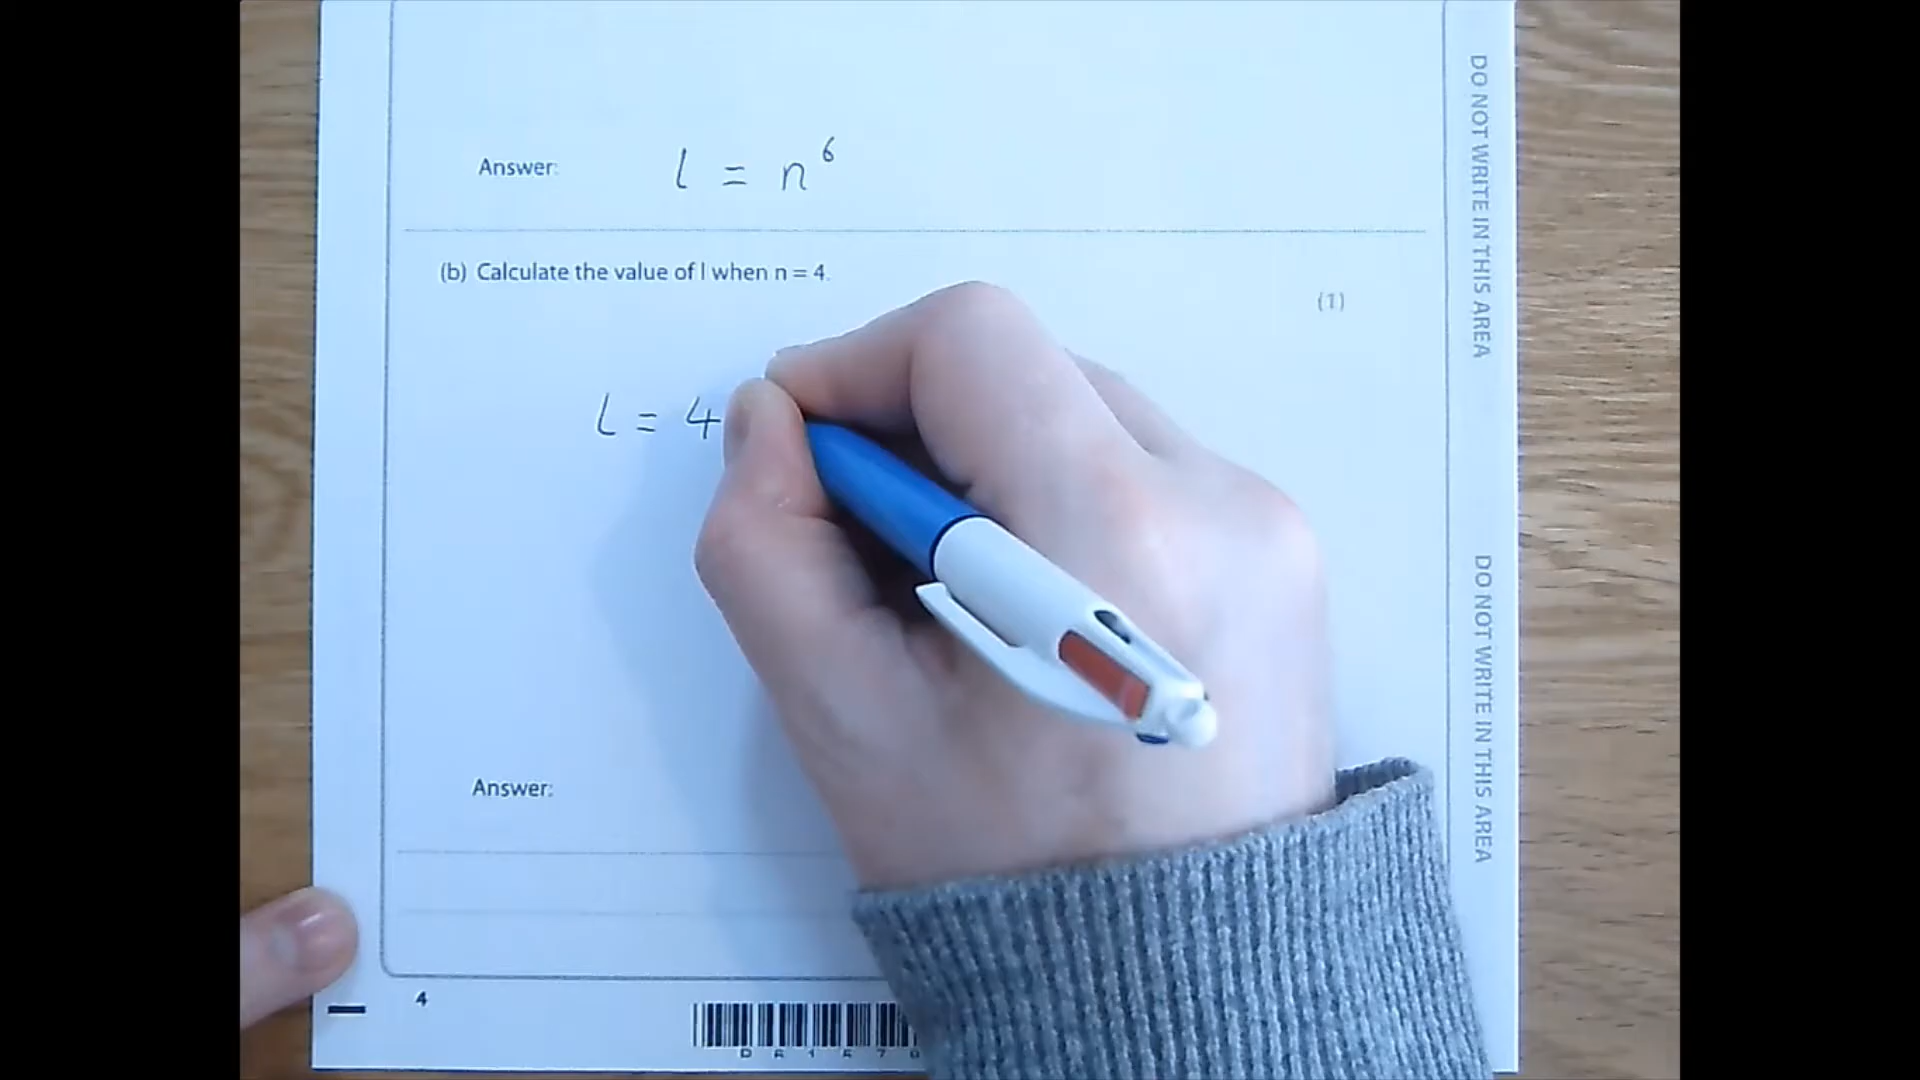 Answer: l = n⁶
(b) Calculate the value of l when n = 4.
(1)
l = 4
Answer:
4
DO NOT WRITE IN THIS AREA
DO NOT WRITE IN THIS AREA